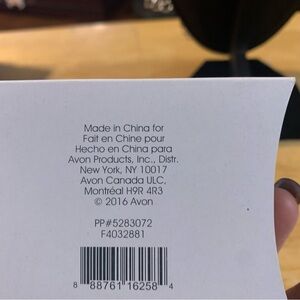 Made in China for
Fait en Chine pour
Hecho en China para
Avon Products, Inc., Distr.
New York, NY 10017
Avon Canada ULC,
Montréal H9R 4R3
© 2016 Avon
PP#5283072
F4032881
8 88761 16258 4